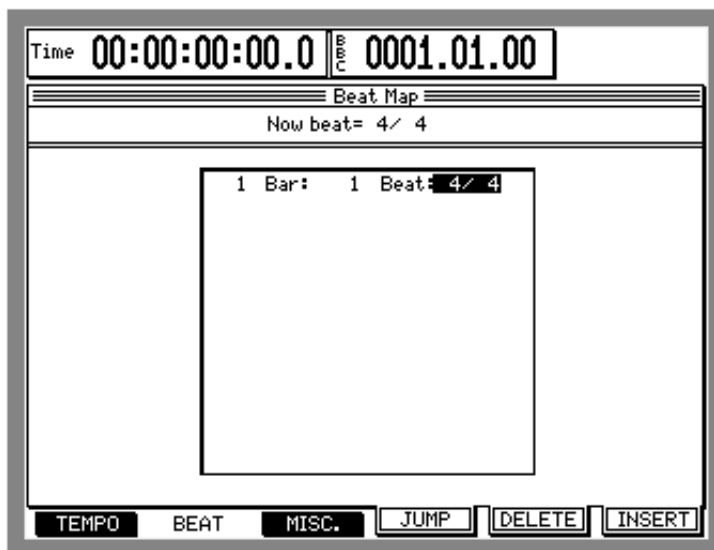 Time 00:00:00:00.0 BBC 0001.01.00
Beat Map
Now beat= 4/ 4
1 Bar: 1 Beat: 4/ 4
TEMPO BEAT MISC. JUMP DELETE INSERT